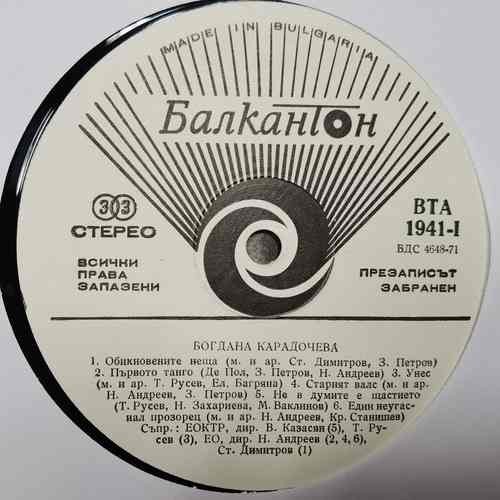 MADE IN BULGARIA
Балкантон
33
СТЕРЕО
ВСИЧКИ
ПРАВА
ЗАПАЗЕНИ
ВТА
1941-I
БДС 4648-71
ПРЕЗАПИСЪТ
ЗАБРАНЕН
БОГДАНА КАРАДОЧЕВА
1. Обикновените неща (м. и ар. Ст. Димитров, З. Петров)
2. Първото танго (Де Пол, З. Петров, Н. Андреев) 3. Унес
(м. и ар. Т. Русев, Ел. Багряна) 4. Старият валс (м. и ар.
Н. Андреев, З. Петров) 5. Не в думите е щастието
(Т. Русев, Н. Захариева, М. Ваклинов) 6. Един неугас-
иал прозорец (м. и ар. Н. Андреев, Кр. Станишев)
Съпр.: ЕОКТР, дир. В. Казасян (5), Т. Ру-
сев (3), ЕО, дир. Н. Андреев (2, 4, 6),
Ст. Димитров (1)